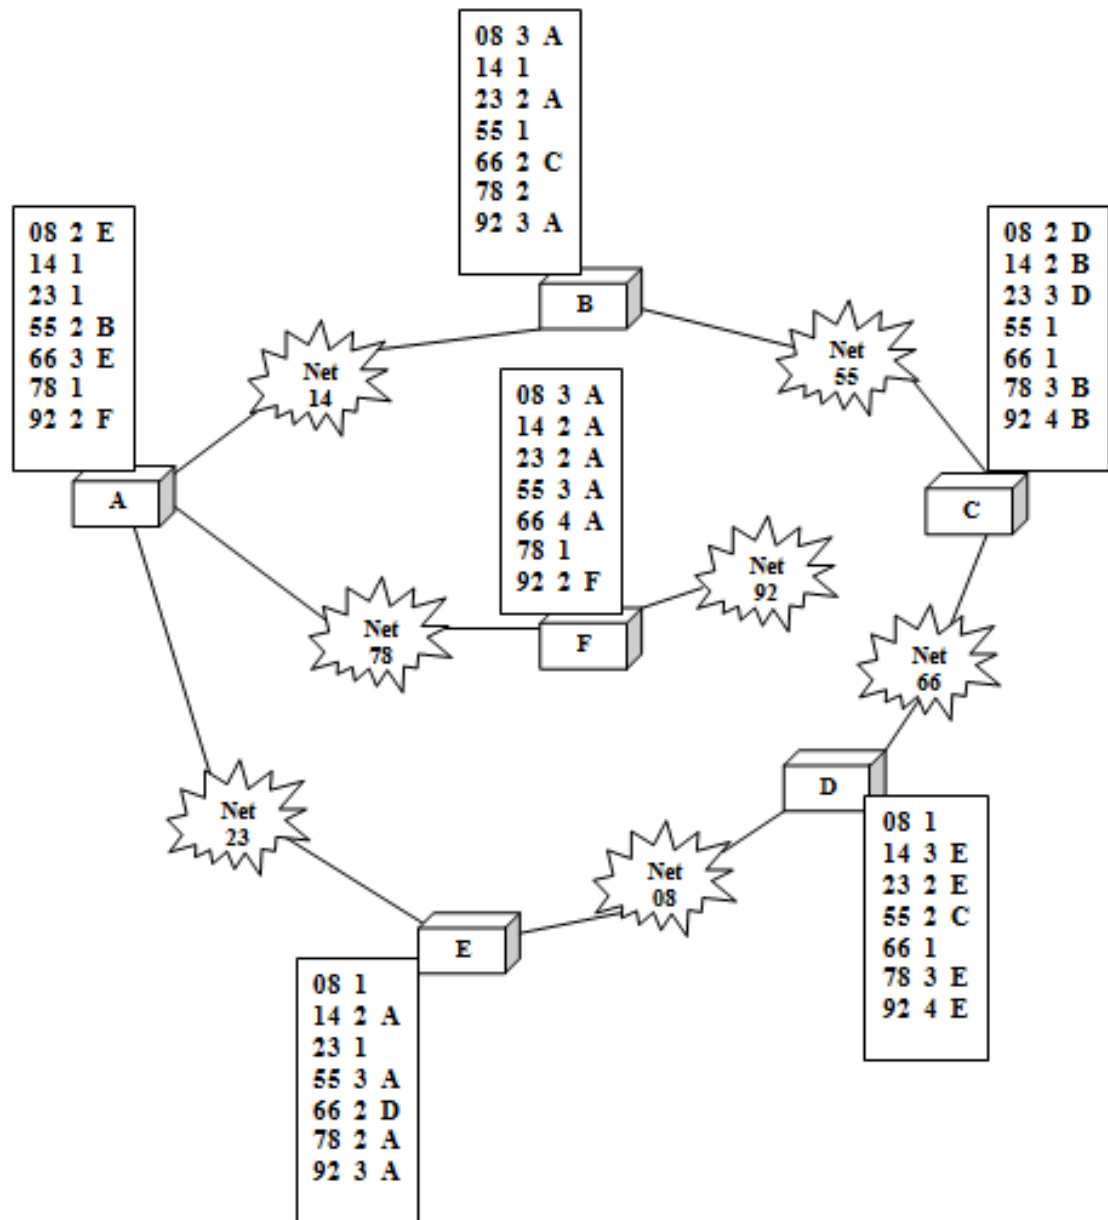 08 3 A
14 1
23 2 A
55 1
66 2 C
78 2
92 3 A
B
08 2 E
14 1
23 1
55 2 B
66 3 E
78 1
92 2 F
A
08 2 D
14 2 B
23 3 D
55 1
66 1
78 3 B
92 4 B
C
Net
14
Net
55
08 3 A
14 2 A
23 2 A
55 3 A
66 4 A
78 1
92 2 F
F
Net
92
Net
78
Net
66
D
08 1
14 3 E
23 2 E
55 2 C
66 1
78 3 E
92 4 E
Net
23
Net
08
E
08 1
14 2 A
23 1
55 3 A
66 2 D
78 2 A
92 3 A